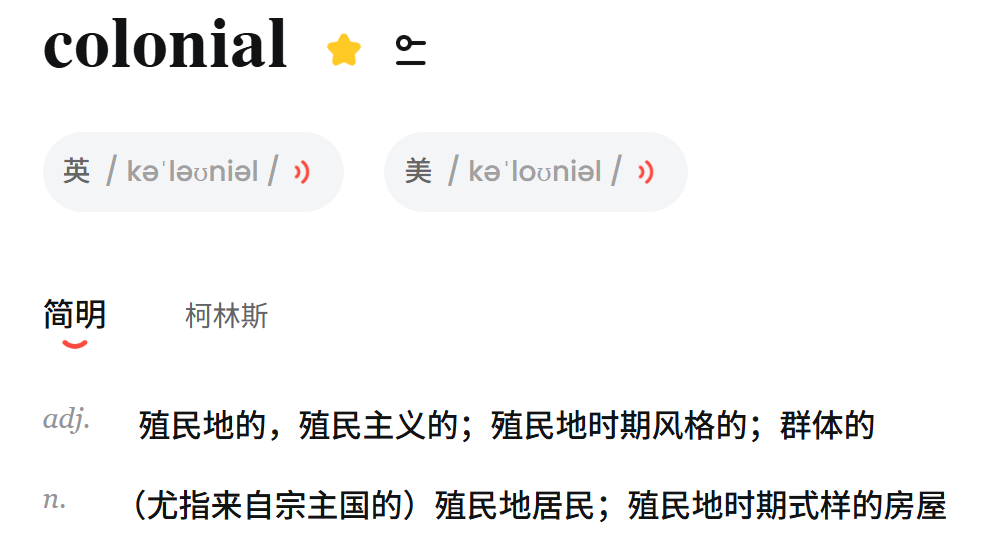 colonial
英 / kəˈləʊniəl / 美 / kəˈloʊniəl /
简明 柯林斯
adj. 殖民地的，殖民主义的；殖民地时期风格的；群体的
n. （尤指来自宗主国的）殖民地居民；殖民地时期式样的房屋